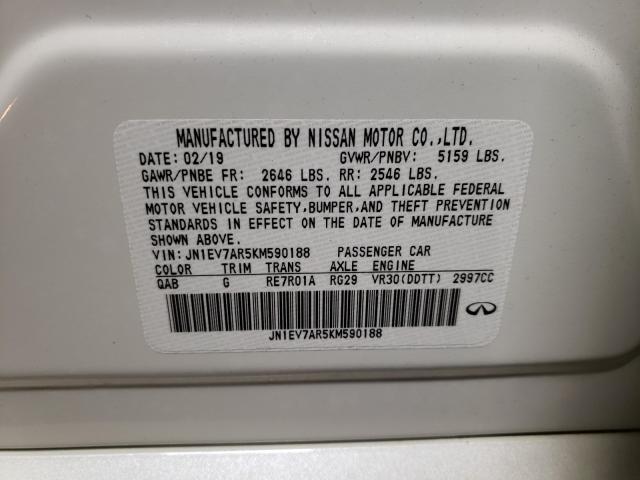 MANUFACTURED BY NISSAN MOTOR CO.,LTD.
DATE: 02/19 GVWR/PNBV: 5159 LBS.
GAWR/PNBE FR: 2646 LBS. RR: 2546 LBS.
THIS VEHICLE CONFORMS TO ALL APPLICABLE FEDERAL
MOTOR VEHICLE SAFETY,BUMPER,AND THEFT PREVENTION
STANDARDS IN EFFECT ON THE DATE OF MANUFACTURE
SHOWN ABOVE.
VIN: JN1EV7AR5KM590188 PASSENGER CAR
COLOR TRIM TRANS AXLE ENGINE
QAB G RE7R01A RG29 VR30(DDTT) 2997CC
JN1EV7AR5KM590188